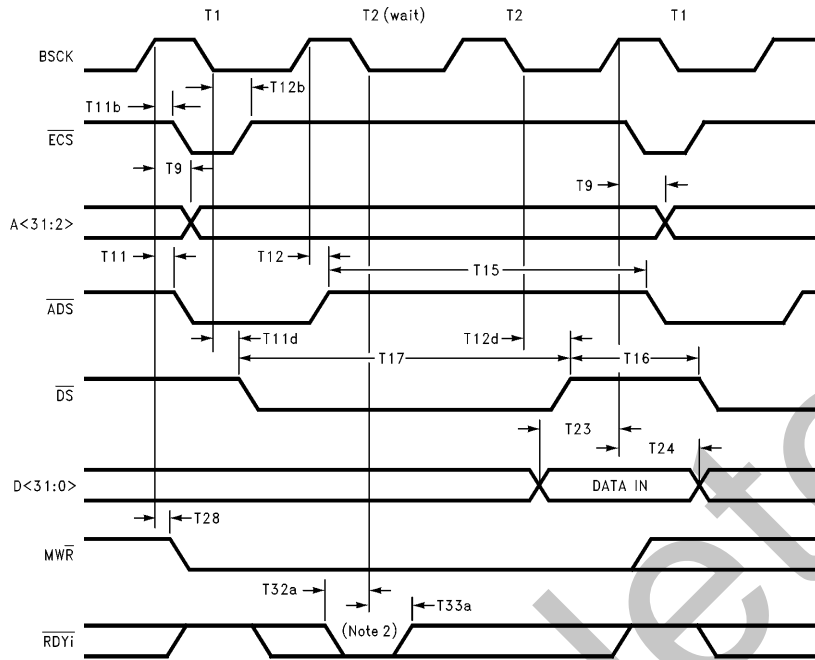 T1 T2 (wait) T2 T1
BSCK
T11b T12b
ECS
T9 T9
A<31:2>
T11 T12 T15
ADS
T11d T12d
T17 T16
DS
T23
T24
D<31:0> DATA IN
T28
MWR
T32a T33a
(Note 2)
RDYi